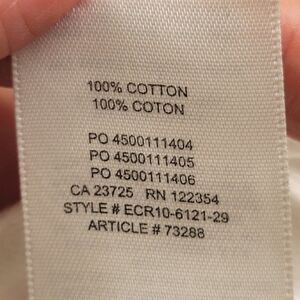 100% COTTON
100% COTON
PO 4500111404
PO 4500111405
PO 4500111406
CA 23725 RN 122354
STYLE # ECR10-6121-29
ARTICLE # 73288